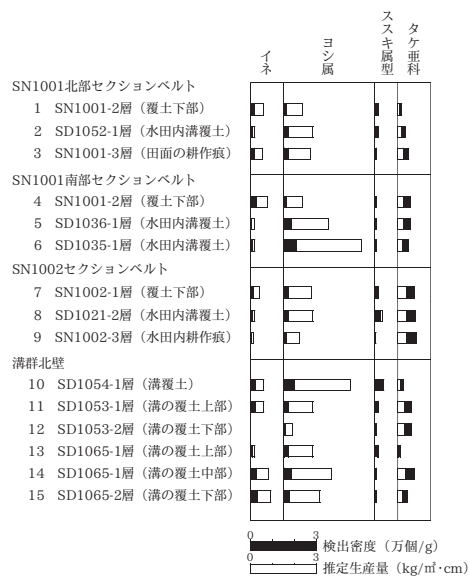 イネ
ヨシ属
ススキ属型
タケ亜科
SN1001北部セクションベルト
1 SN1001-2層（覆土下部）
2 SD1052-1層（水田内溝覆土）
3 SN1001-3層（田面の耕作痕）
SN1001南部セクションベルト
4 SN1001-2層（覆土下部）
5 SD1036-1層（水田内溝覆土）
6 SD1035-1層（水田内溝覆土）
SN1002セクションベルト
7 SN1002-1層（覆土下部）
8 SD1021-2層（水田内溝覆土）
9 SN1002-3層（水田内耕作痕）
溝群北壁
10 SD1054-1層（溝覆土）
11 SD1053-1層（溝の覆土上部）
12 SD1053-2層（溝の覆土下部）
13 SD1065-1層（溝の覆土上部）
14 SD1065-1層（溝の覆土中部）
15 SD1065-2層（溝の覆土下部）
0 3
検出密度（万個/g）
0 3
推定生産量（kg/㎡･cm）